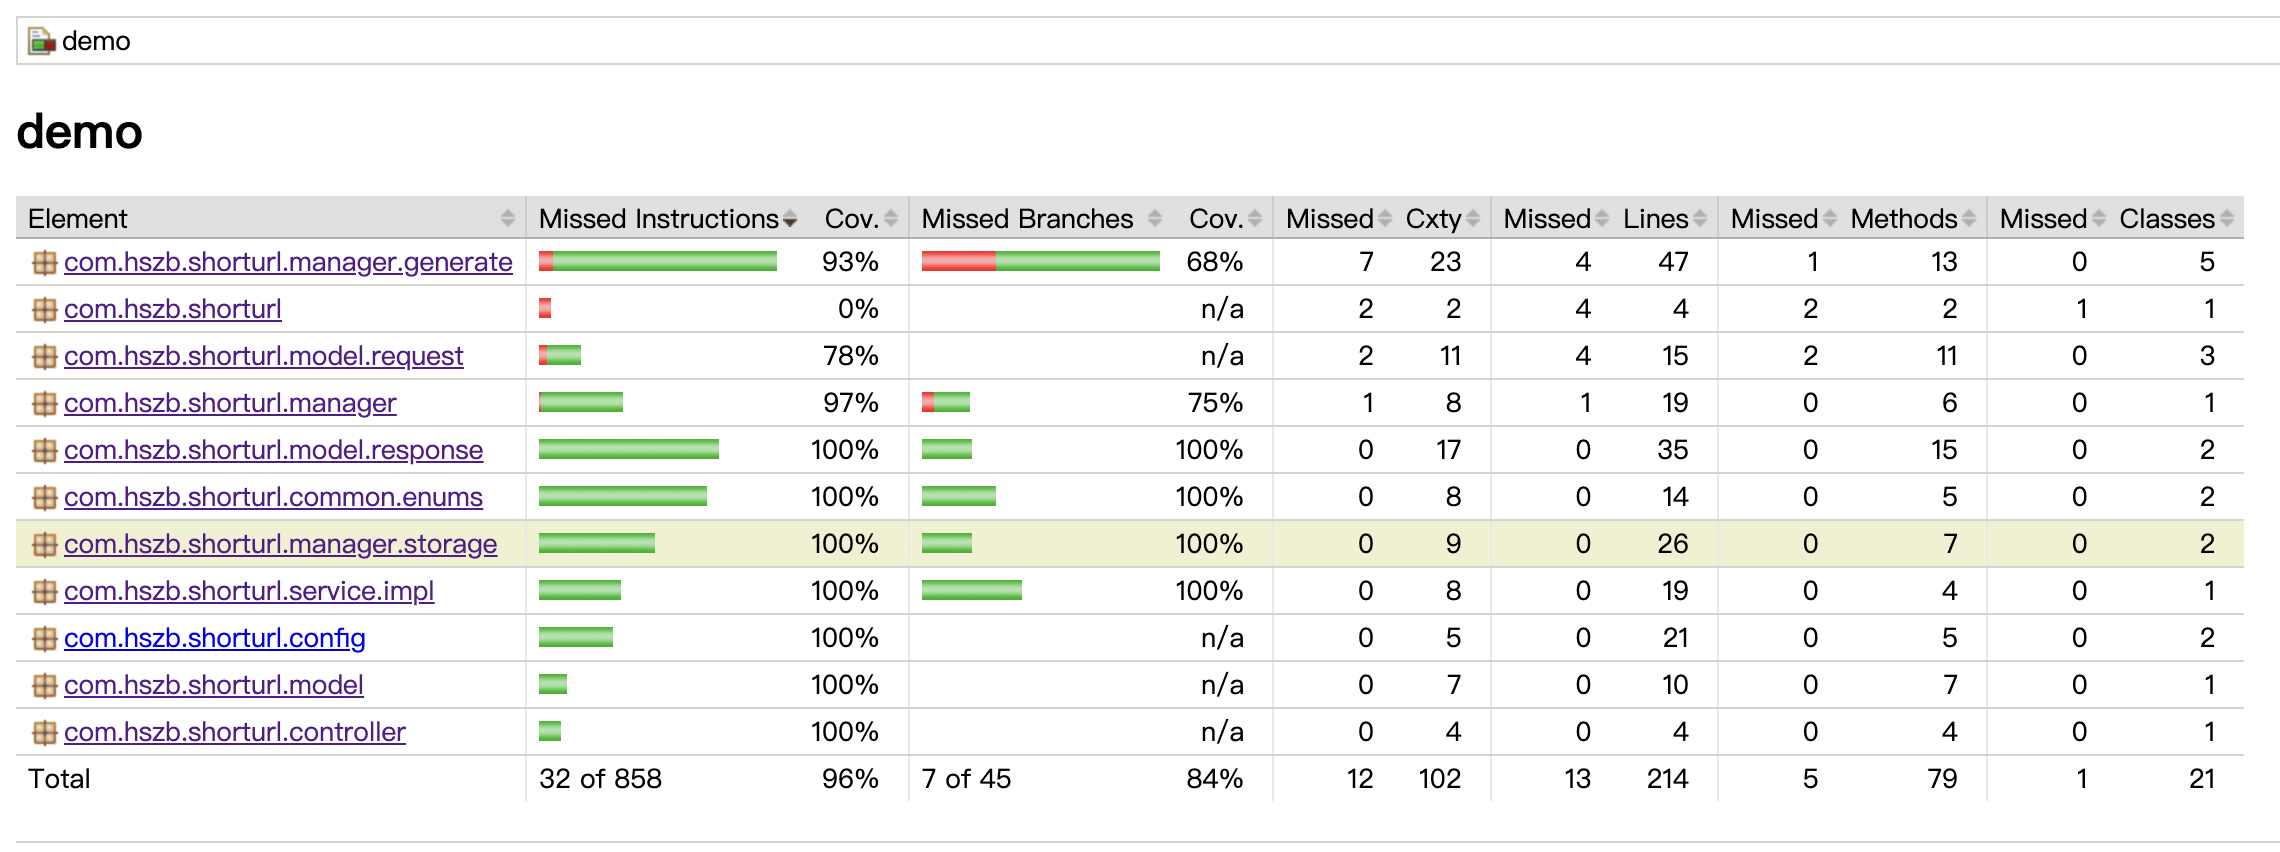 demo
demo
Element Missed Instructions Cov. Missed Branches Cov. Missed Cxty Missed Lines Missed Methods Missed Classes
com.hszb.shorturl.manager.generate 93% 68% 7 23 4 47 1 13 0 5
com.hszb.shorturl 0% n/a 2 2 4 4 2 2 1 1
com.hszb.shorturl.model.request 78% n/a 2 11 4 15 2 11 0 3
com.hszb.shorturl.manager 97% 75% 1 8 1 19 0 6 0 1
com.hszb.shorturl.model.response 100% 100% 0 17 0 35 0 15 0 2
com.hszb.shorturl.common.enums 100% 100% 0 8 0 14 0 5 0 2
com.hszb.shorturl.manager.storage 100% 100% 0 9 0 26 0 7 0 2
com.hszb.shorturl.service.impl 100% 100% 0 8 0 19 0 4 0 1
com.hszb.shorturl.config 100% n/a 0 5 0 21 0 5 0 2
com.hszb.shorturl.model 100% n/a 0 7 0 10 0 7 0 1
com.hszb.shorturl.controller 100% n/a 0 4 0 4 0 4 0 1
Total 32 of 858 96% 7 of 45 84% 12 102 13 214 5 79 1 21